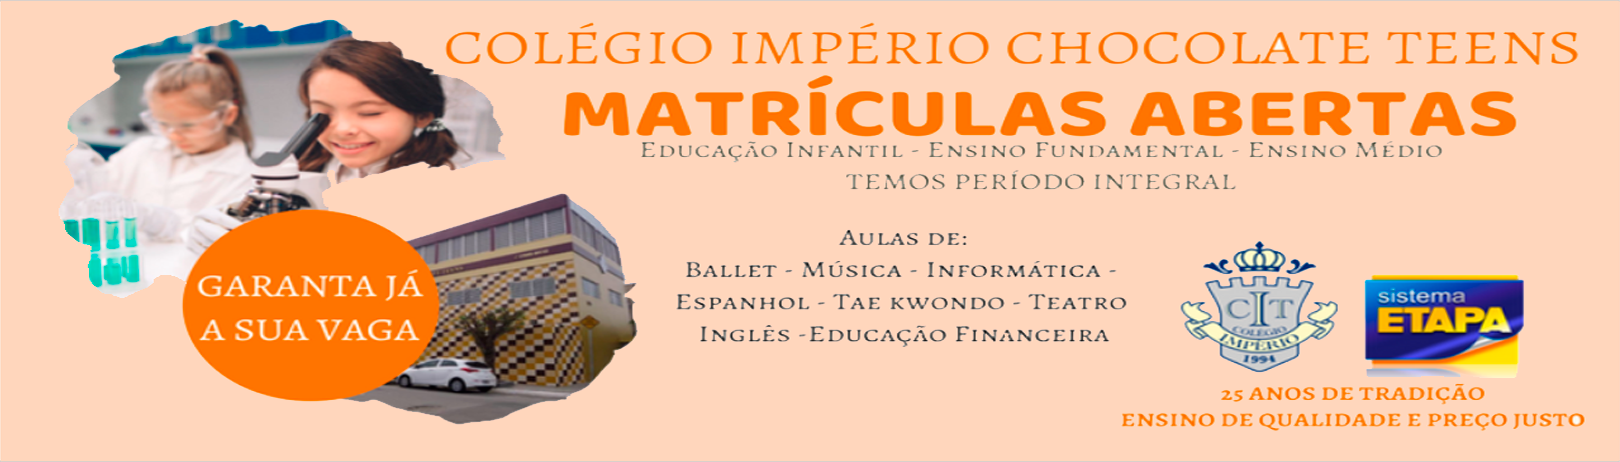 COLÉGIO IMPÉRIO CHOCOLATE TEENS
MATRÍCULAS ABERTAS
EDUCAÇÃO INFANTIL - ENSINO FUNDAMENTAL - ENSINO MÉDIO
TEMOS PERÍODO INTEGRAL
GARANTA JÁ
A SUA VAGA
AULAS DE:
BALLET - MÚSICA - INFORMÁTICA -
ESPANHOL - TAE KWONDO - TEATRO
INGLÊS -EDUCAÇÃO FINANCEIRA
CIT
COLÉGIO
IMPÉRIO
1994
sistema
ETAPA
25 ANOS DE TRADIÇÃO
ENSINO DE QUALIDADE E PREÇO JUSTO